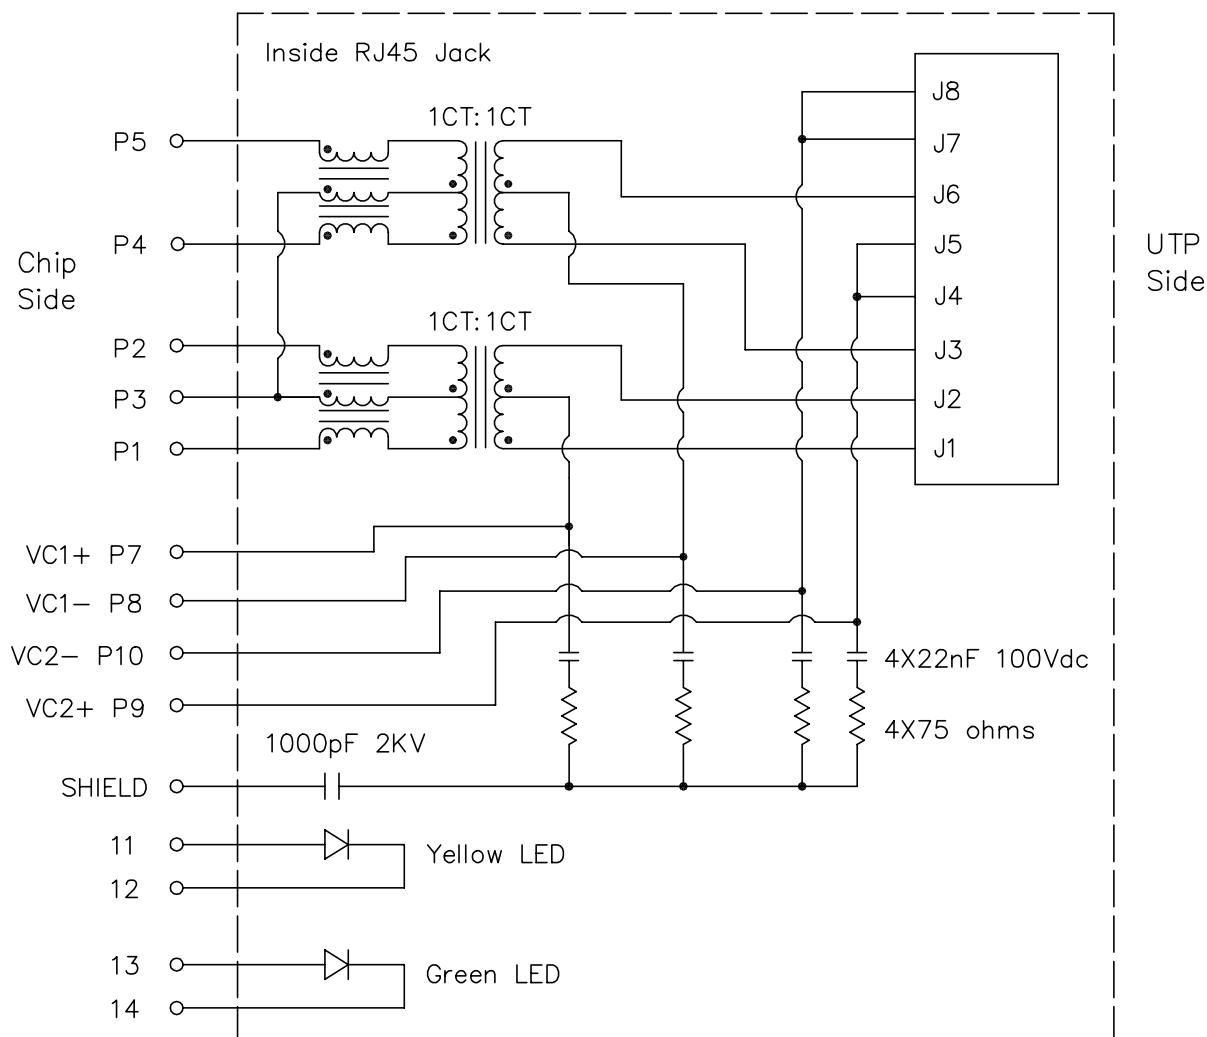 Inside RJ45 Jack
1CT:1CT
P5
P4
Chip
Side
1CT:1CT
P2
P3
P1
J8
J7
J6
J5
J4
J3
J2
J1
UTP
Side
VC1+ P7
VC1- P8
VC2- P10
VC2+ P9
4X22nF 100Vdc
4X75 ohms
1000pF 2KV
SHIELD
11
Yellow LED
12
13
Green LED
14